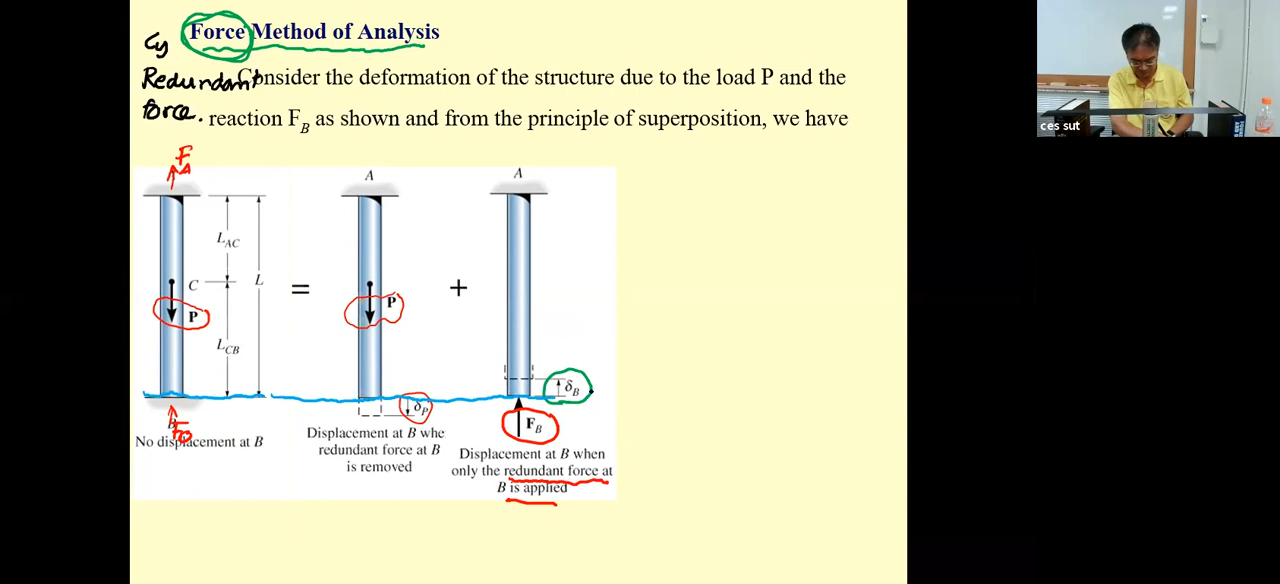 Force Method of Analysis
Cy
Redundant
force.
Consider the deformation of the structure due to the load P and the
reaction F_B as shown and from the principle of superposition, we have
F
A
A
L_AC
C
L
P
=
P
+
L_CB
δ_P
δ_B
F_B
No displacement at B
Displacement at B whe
redundant force at B
is removed
Displacement at B when
only the redundant force at
B is applied
ces sut